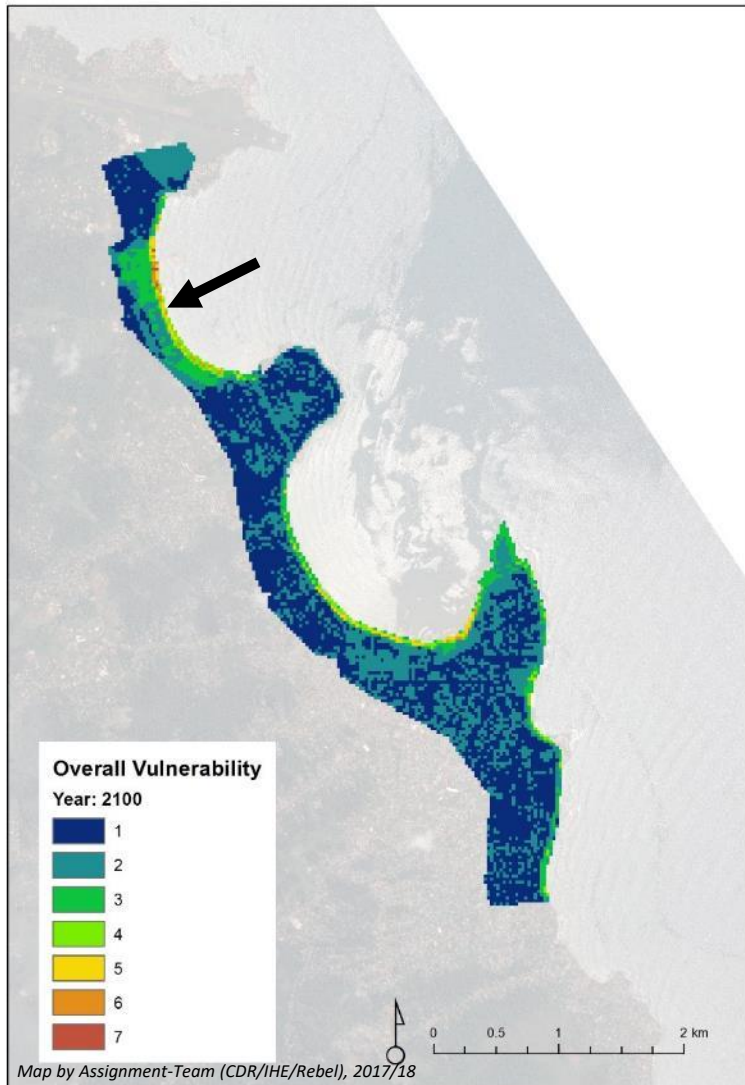 Overall Vulnerability
Year: 2100
1
2
3
4
5
6
7
0 0.5 1 2 km
Map by Assignment-Team (CDR/IHE/Rebel), 2017/18